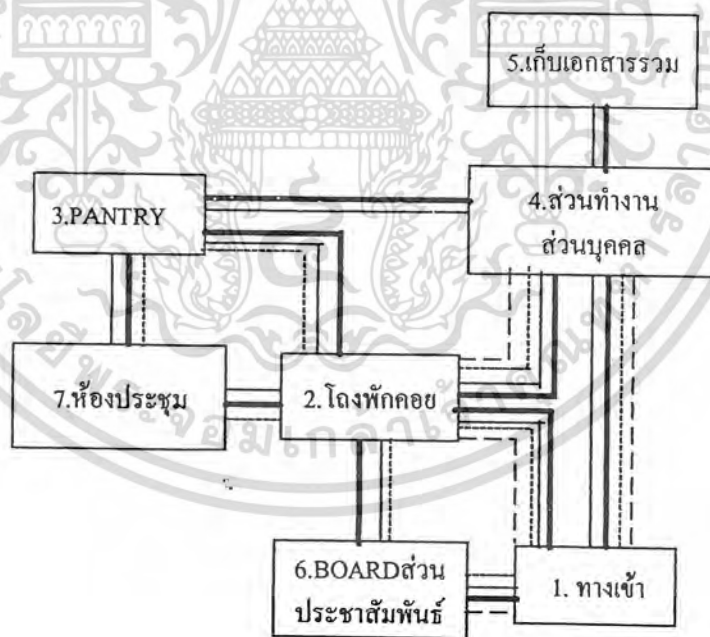 5.เก็บเอกสารรวม
3.PANTRY
4.ส่วนทำงาน
ส่วนบุคคล
7.ห้องประชุม
2. โถงพักคอย
6.BOARDส่วน
ประชาสัมพันธ์
1. ทางเข้า